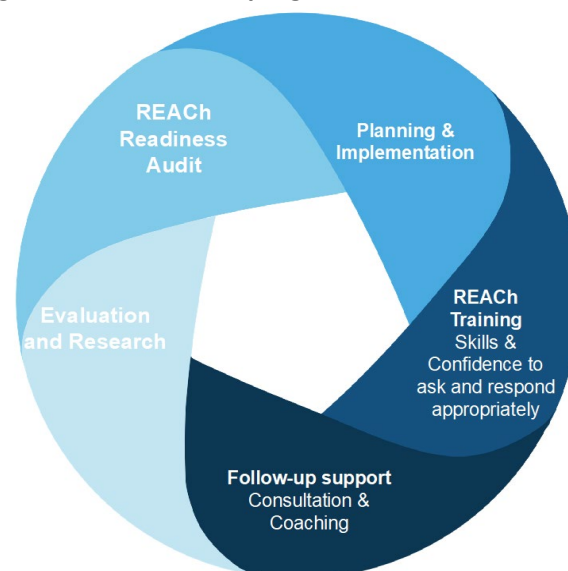 REACh
Readiness
Audit
Planning &
Implementation
REACh
Training
Skills &
Confidence to
ask and respond
appropriately
Follow-up support
Consultation &
Coaching
Evaluation
and Research